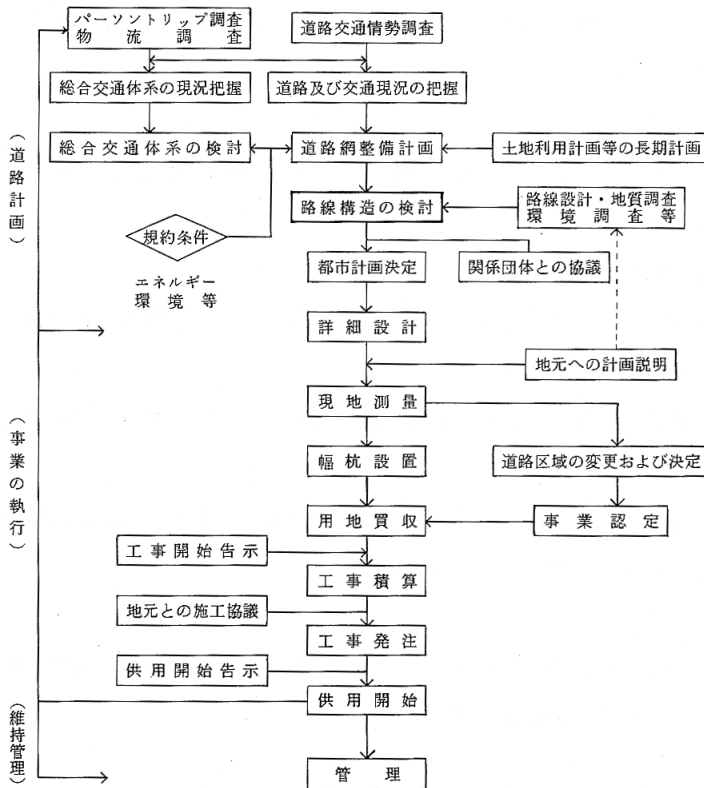 パーソントリップ調査
物流調査
道路交通情勢調査
総合交通体系の現況把握
道路及び交通現況の把握
総合交通体系の検討
道路網整備計画
土地利用計画等の長期計画
路線構造の検討
路線設計・地質調査
環境調査等
規約条件
エネルギー
環境等
都市計画決定
関係団体との協議
詳細設計
地元への計画説明
現地測量
幅杭設置
道路区域の変更および決定
用地買収
事業認定
工事開始告示
工事積算
地元との施工協議
工事発注
供用開始告示
供用開始
管理
(道路計画)
(事業の執行)
(維持管理)